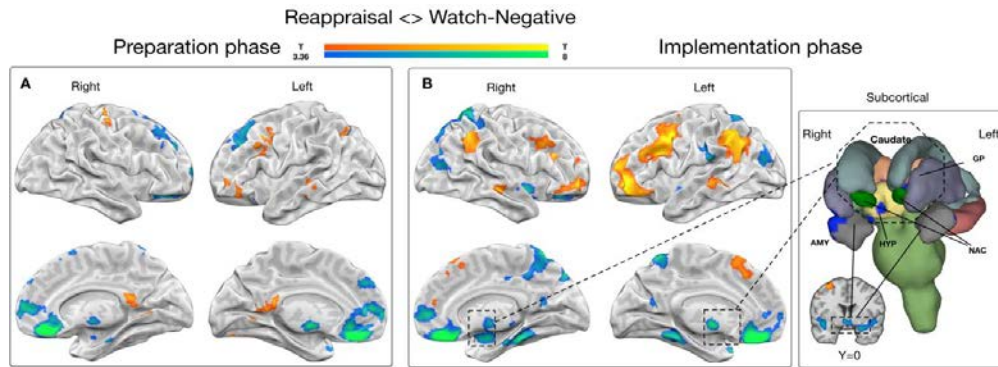 Reappraisal <> Watch-Negative
Preparation phase
T
3.36
T
8
Implementation phase
A
Right
Left
B
Right
Left
Subcortical
Right
Left
Caudate
GP
AMY
HYP
NAC
Y=0